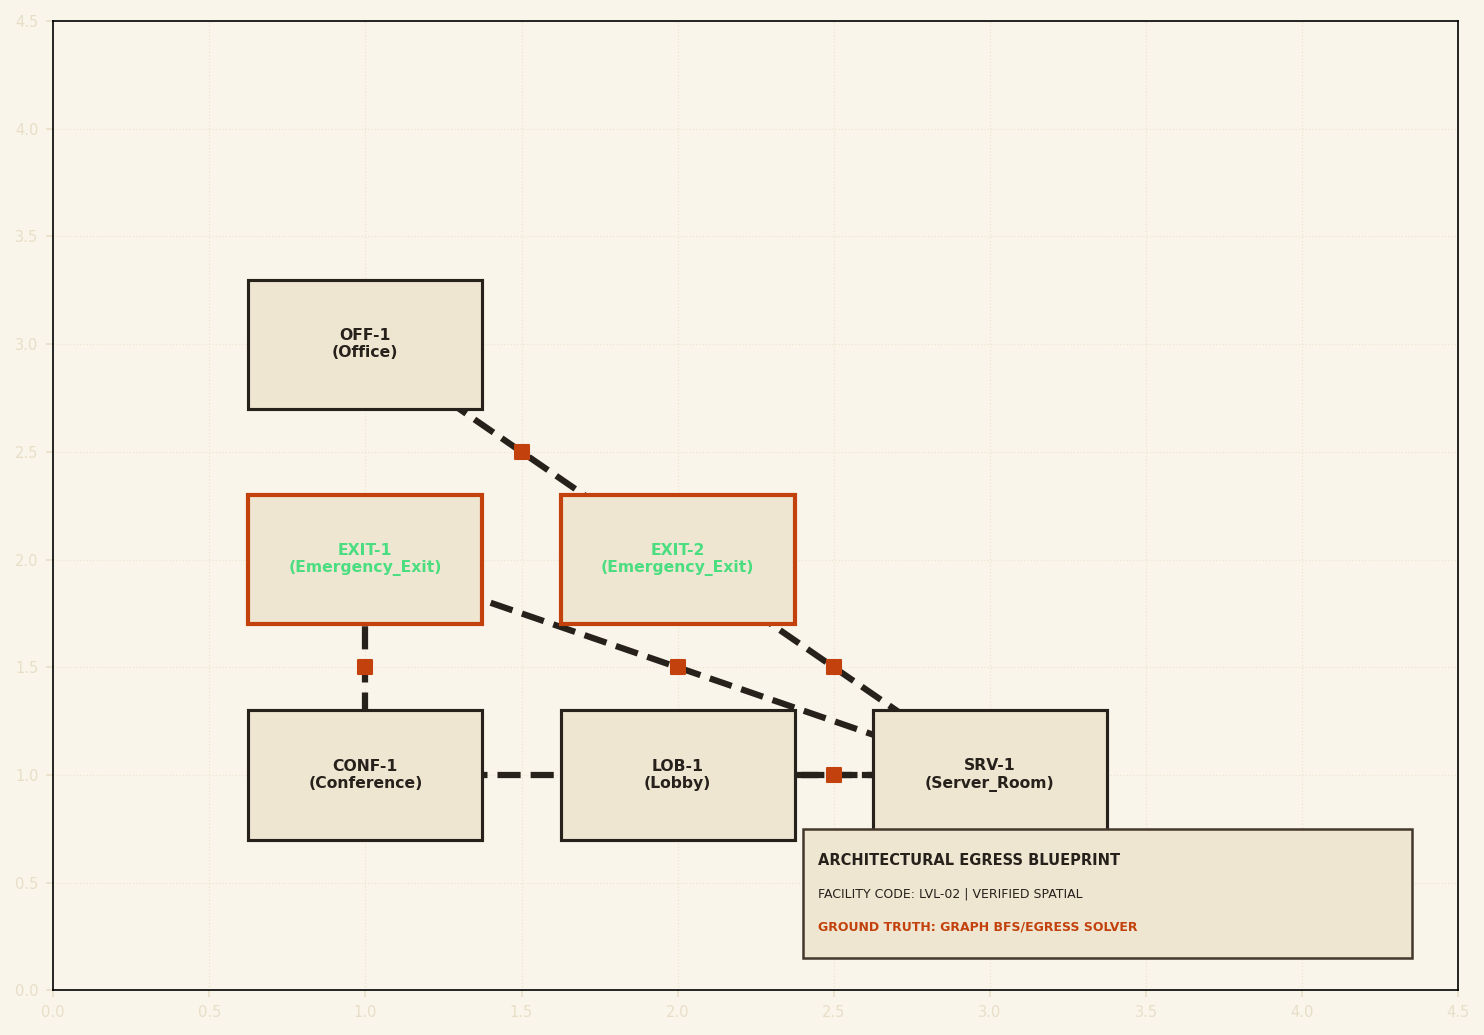 4.5
4.0
3.5
3.0
2.5
2.0
1.5
1.0
0.5
0.0
OFF-1
(Office)
EXIT-1
(Emergency_Exit)
EXIT-2
(Emergency_Exit)
CONF-1
(Conference)
LOB-1
(Lobby)
SRV-1
(Server_Room)
ARCHITECTURAL EGRESS BLUEPRINT
FACILITY CODE: LVL-02 | VERIFIED SPATIAL
GROUND TRUTH: GRAPH BFS/EGRESS SOLVER
0.0 0.5 1.0 1.5 2.0 2.5 3.0 3.5 4.0 4.5